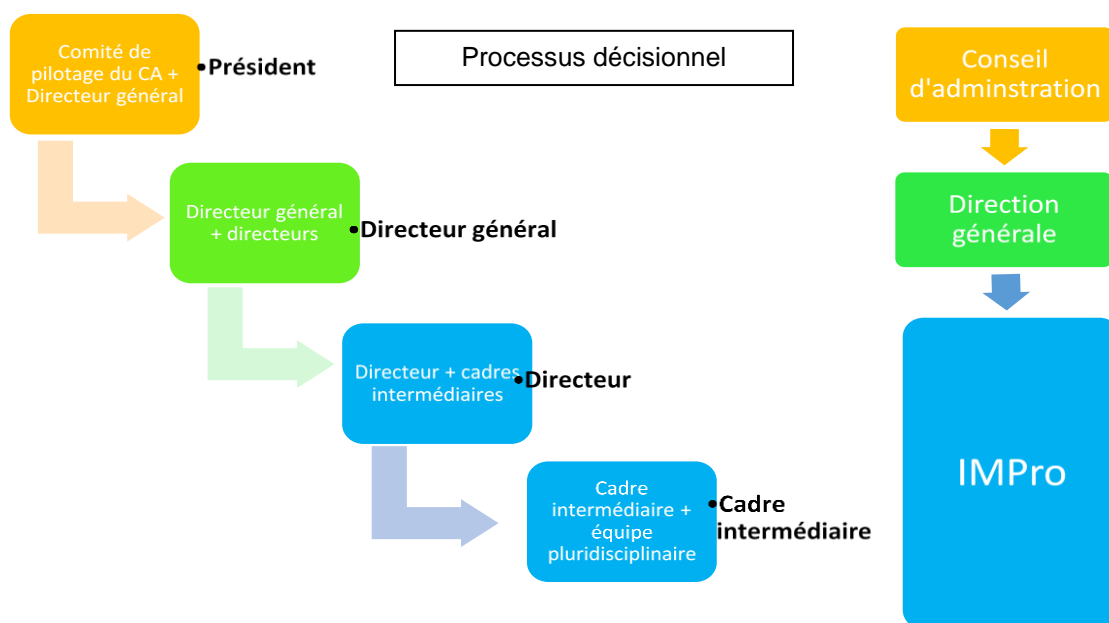 Processus décisionnel
Comité de
pilotage du CA +
Directeur général
•Président
Directeur général
+ directeurs
•Directeur général
Directeur + cadres
intermédiaires
•Directeur
Cadre
intermédiaire +
équipe
pluridisciplinaire
•Cadre
intermédiaire
Conseil
d'adminstration
Direction
générale
IMPro